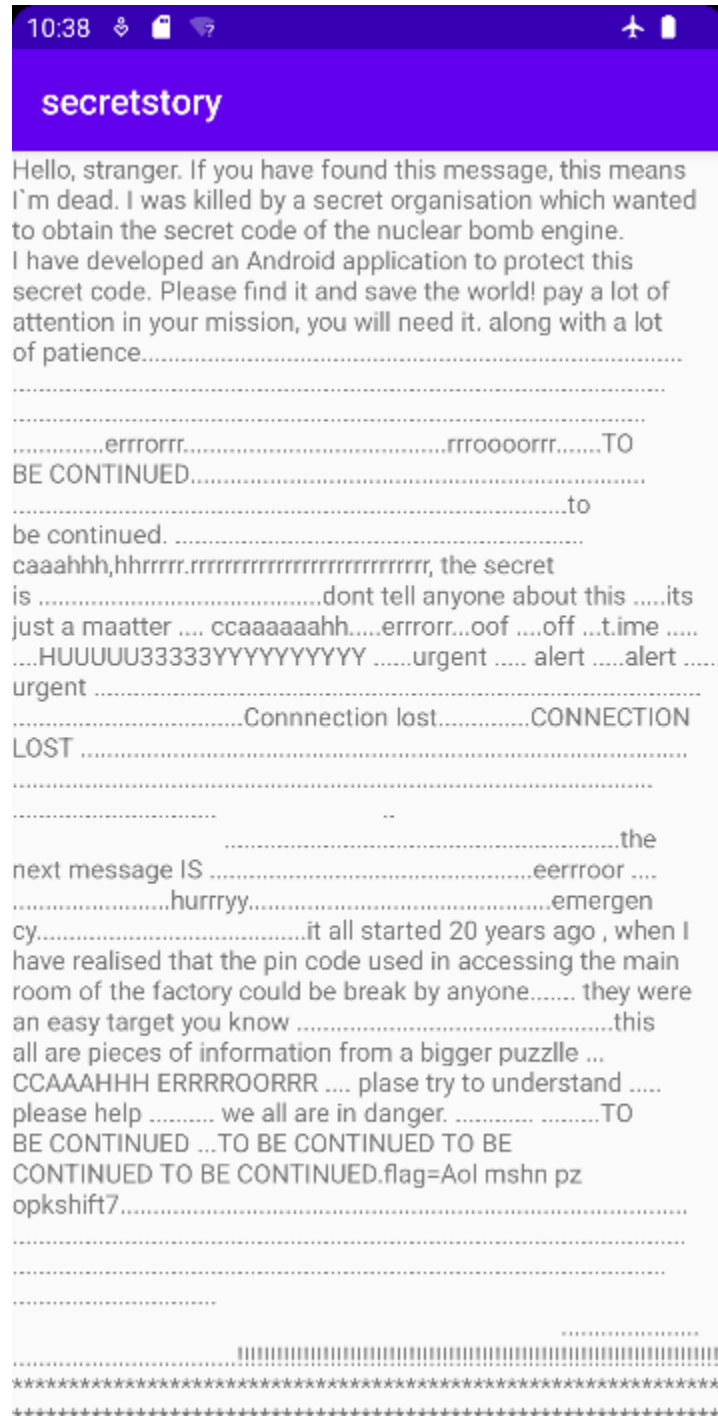 10:38
secretstory
Hello, stranger. If you have found this message, this means
I`m dead. I was killed by a secret organisation which wanted
to obtain the secret code of the nuclear bomb engine.
I have developed an Android application to protect this
secret code. Please find it and save the world! pay a lot of
attention in your mission, you will need it. along with a lot
of patience..................................................................................
...................................................................................................
................................................................................................
..............errrorrr........................................rrroooorrr.......TO
BE CONTINUED.....................................................................
....................................................................................to
be continued. ..............................................................
caaahhh,hhrrrrr.rrrrrrrrrrrrrrrrrrrrrrrrrrrr, the secret
is ...........................................dont tell anyone about this .....its
just a maatter .... ccaaaaaahh.....errrorr...oof ....off ...t.ime .....
....HUUUUU33333YYYYYYYYYY ......urgent ..... alert .....alert ......
urgent ............................................................................................
...................................Connnection lost..............CONNECTION
LOST ............................................................................................
.................................................................................................
............................... ..
............................................................the
next message IS .................................................eerrroor ....
........................hurrryy..............................................emergen
cy.........................................it all started 20 years ago , when I
have realised that the pin code used in accessing the main
room of the factory could be break by anyone....... they were
an easy target you know ................................................this
all are pieces of information from a bigger puzzlle ...
CCAAAHHH ERRRROORRR .... plase try to understand .....
please help .......... we all are in danger. ............ .........TO
BE CONTINUED ...TO BE CONTINUED TO BE
CONTINUED TO BE CONTINUED.flag=Aol mshn pz
opkshift7......................................................................................
......................................................................................................
...................................................................................................
...............................
.....................
..................................!!!!!!!!!!!!!!!!!!!!!!!!!!!!!!!!!!!!!!!!!!!!!!!!!!!!!!!!!!!!!!!!!!!!!!!!
**************************************************************
**************************************************************